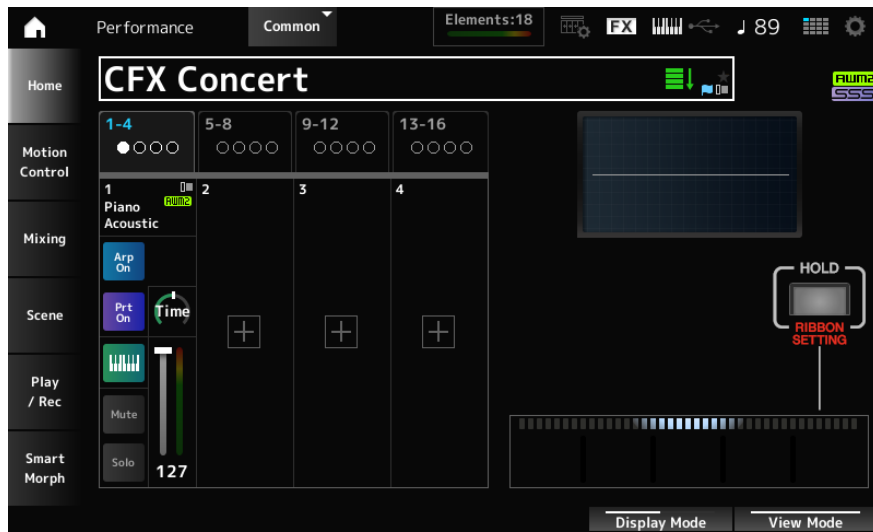 Performance
Common
Elements:18
FX
♩ 89
Home
CFX Concert
AWM2
SSS
1-4
5-8
9-12
13-16
Motion
Control
1
2
3
4
Piano
AWM2
Acoustic
Mixing
Arp
On
HOLD
Prt
On
Time
Scene
RIBBON
SETTING
Play
/ Rec
Mute
Smart
Morph
Solo
127
Display Mode
View Mode